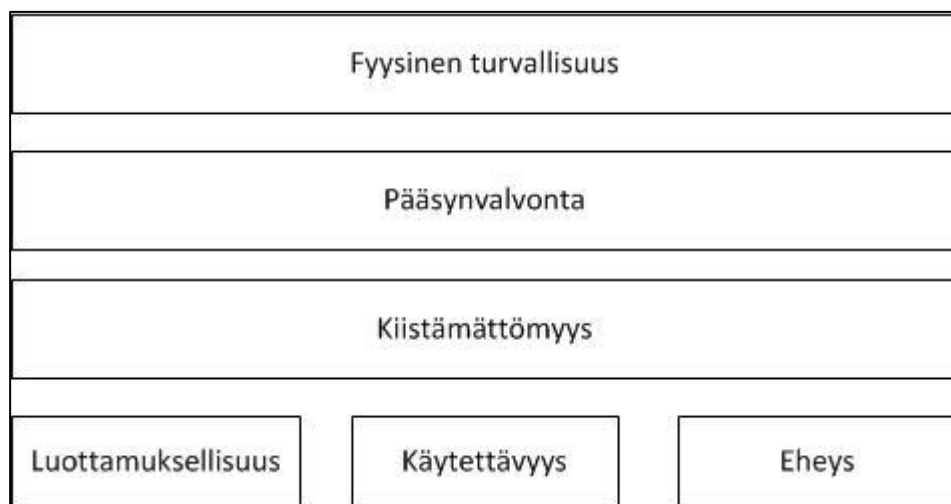 Fyysinen turvallisuus
Pääsynvalvonta
Kiistämättömyys
Luottamuksellisuus
Käytettävyys
Eheys